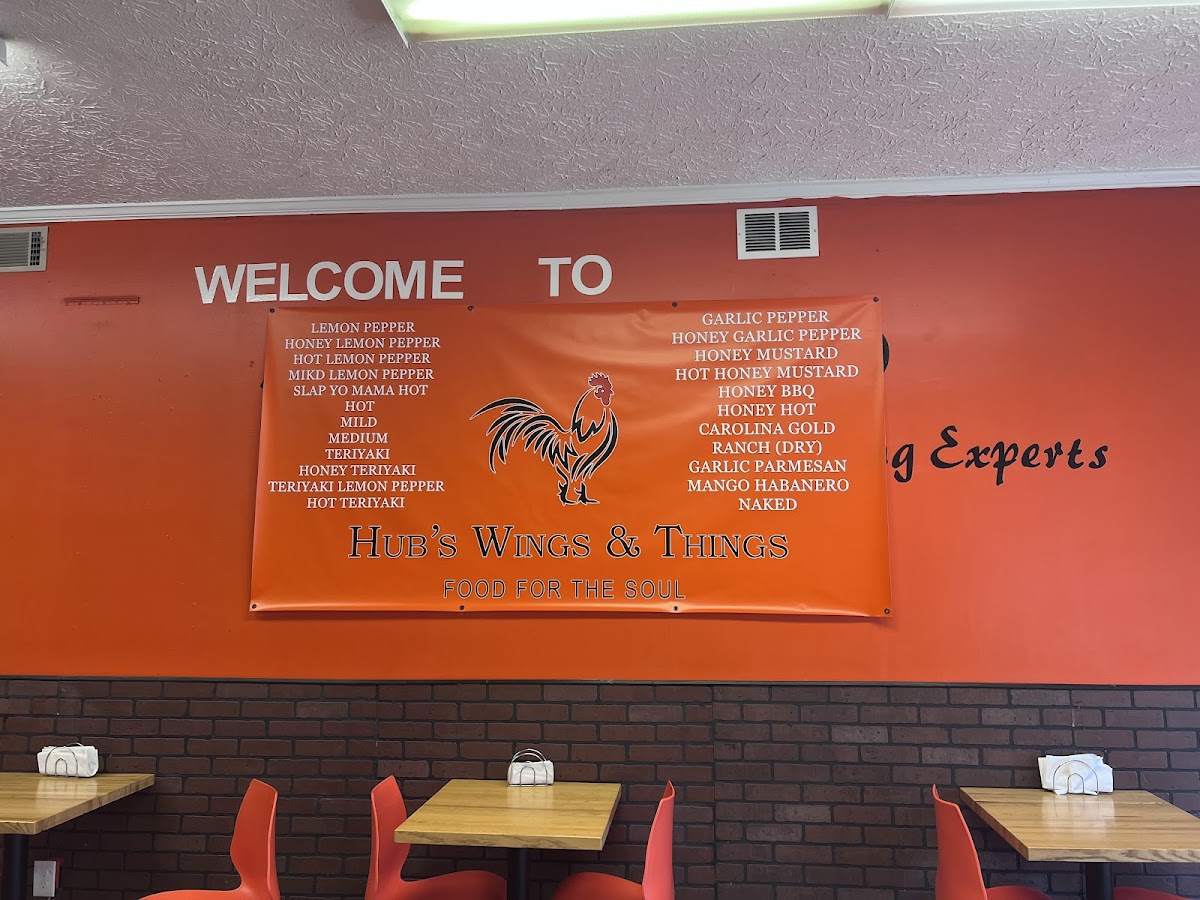 WELCOME TO
LEMON PEPPER
HONEY LEMON PEPPER
HOT LEMON PEPPER
MIKD LEMON PEPPER
SLAP YO MAMA HOT
HOT
MILD
MEDIUM
TERIYAKI
HONEY TERIYAKI
TERIYAKI LEMON PEPPER
HOT TERIYAKI
GARLIC PEPPER
HONEY GARLIC PEPPER
HONEY MUSTARD
HOT HONEY MUSTARD
HONEY BBQ
HONEY HOT
CAROLINA GOLD
RANCH (DRY)
GARLIC PARMESAN
MANGO HABANERO
NAKED
HUB'S WINGS & THINGS
FOOD FOR THE SOUL
Experts